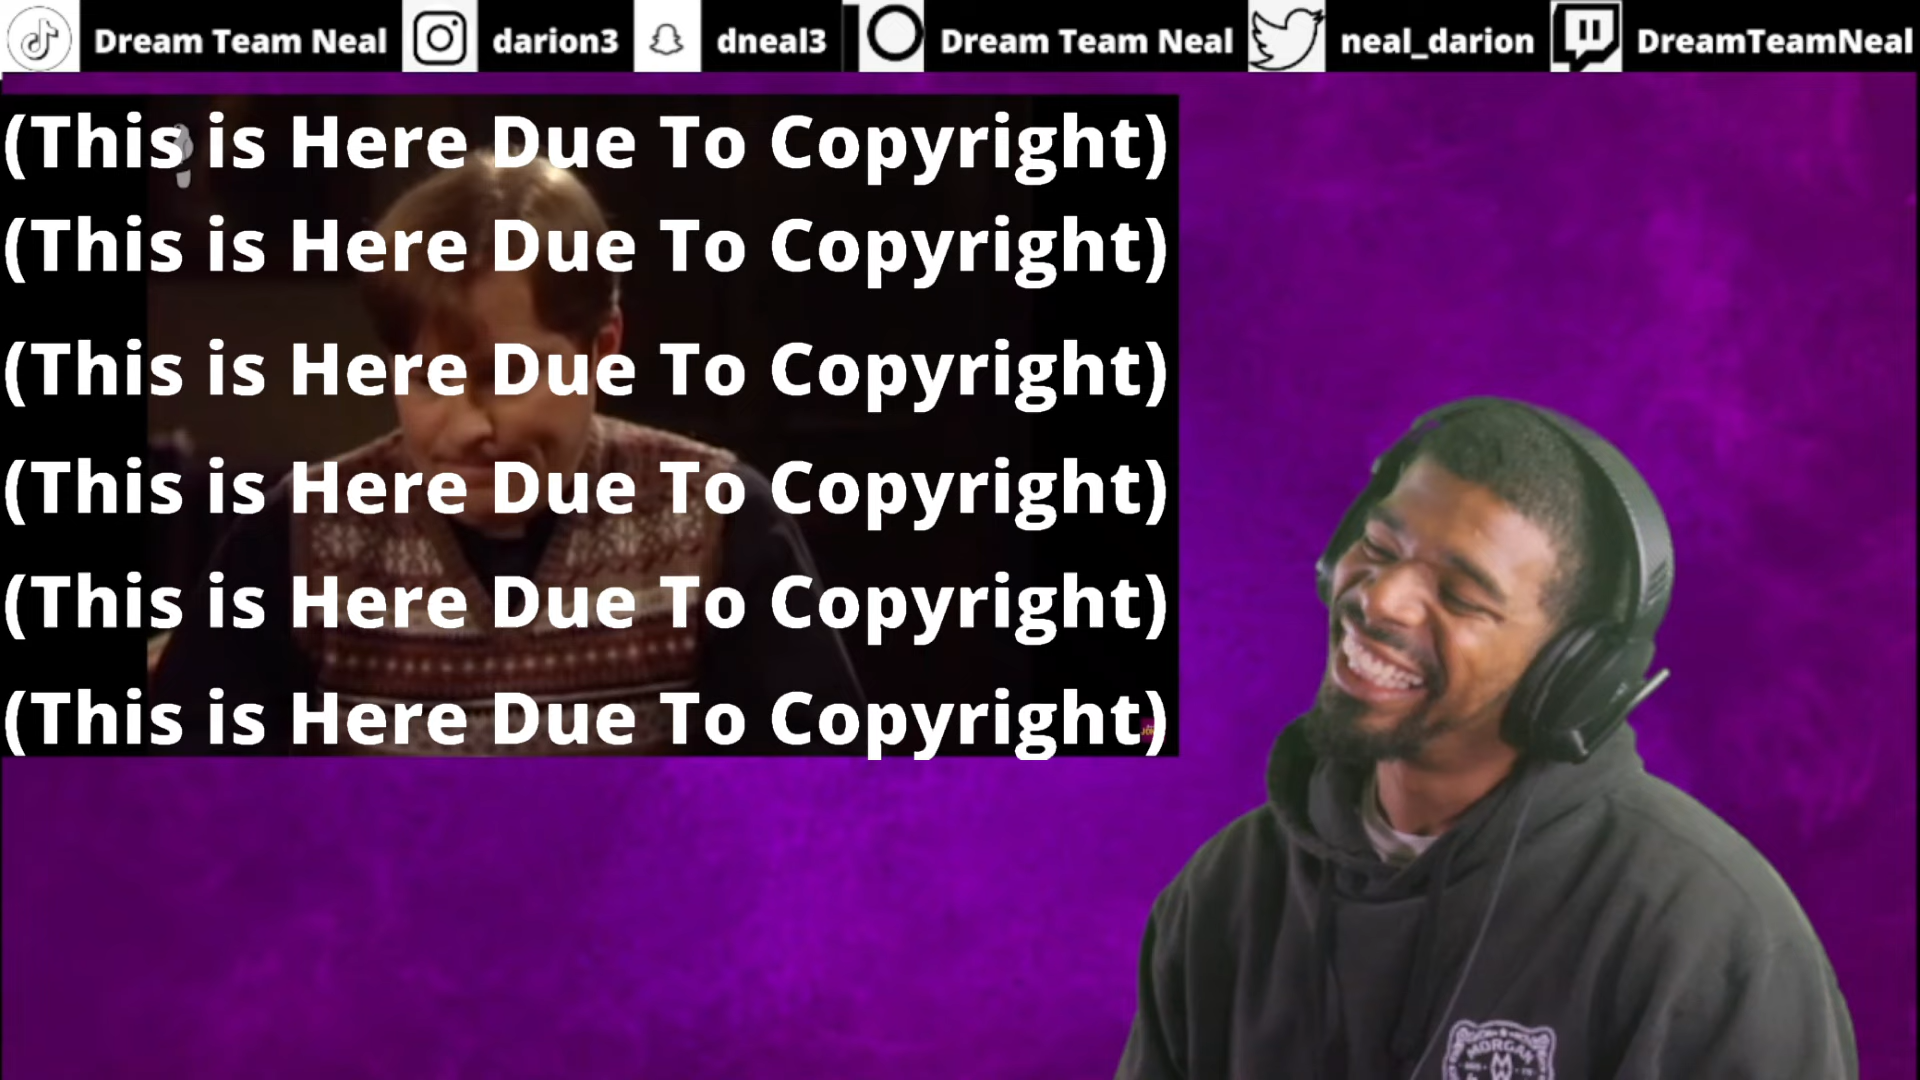 Dream Team Neal darion3 dneal3 Dream Team Neal neal_darion DreamTeamNeal
(This is Here Due To Copyright)
(This is Here Due To Copyright)
(This is Here Due To Copyright)
(This is Here Due To Copyright)
(This is Here Due To Copyright)
(This is Here Due To Copyright)
MORGAN